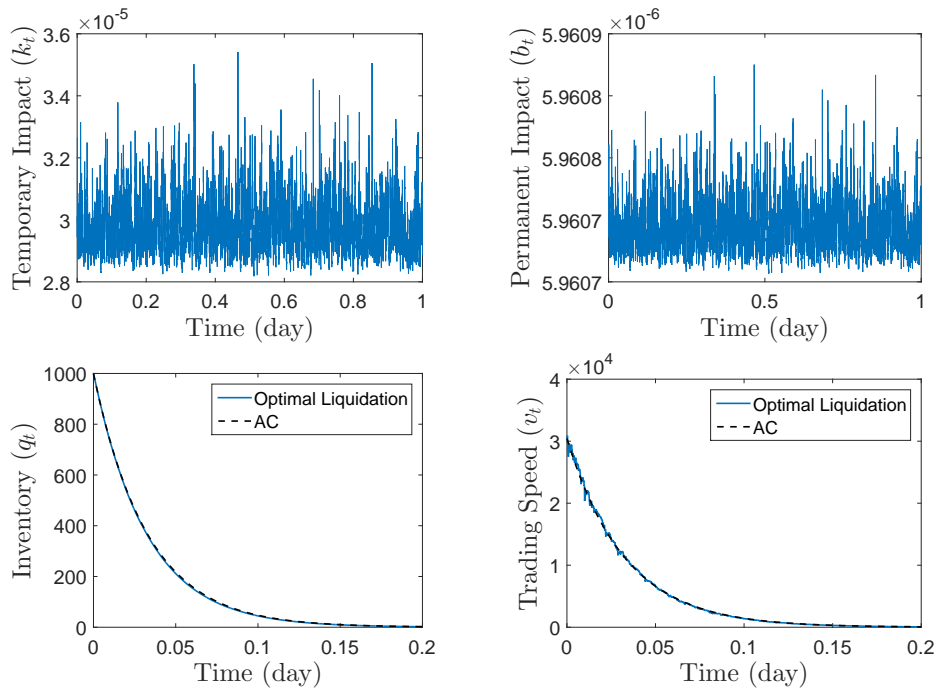 ×10⁻⁵
3.6
3.4
3.2
3
2.8
Temporary Impact (kₜ)
0 0.2 0.4 0.6 0.8 1
Time (day)
×10⁻⁶
5.9609
5.9608
5.9608
5.9607
5.9607
Permanent Impact (bₜ)
0 0.5 1
Time (day)
1000
800
600
400
200
0
Inventory (qₜ)
Optimal Liquidation
AC
0 0.05 0.1 0.15 0.2
Time (day)
×10⁴
4
3
2
1
0
Trading Speed (vₜ)
Optimal Liquidation
AC
0 0.05 0.1 0.15 0.2
Time (day)